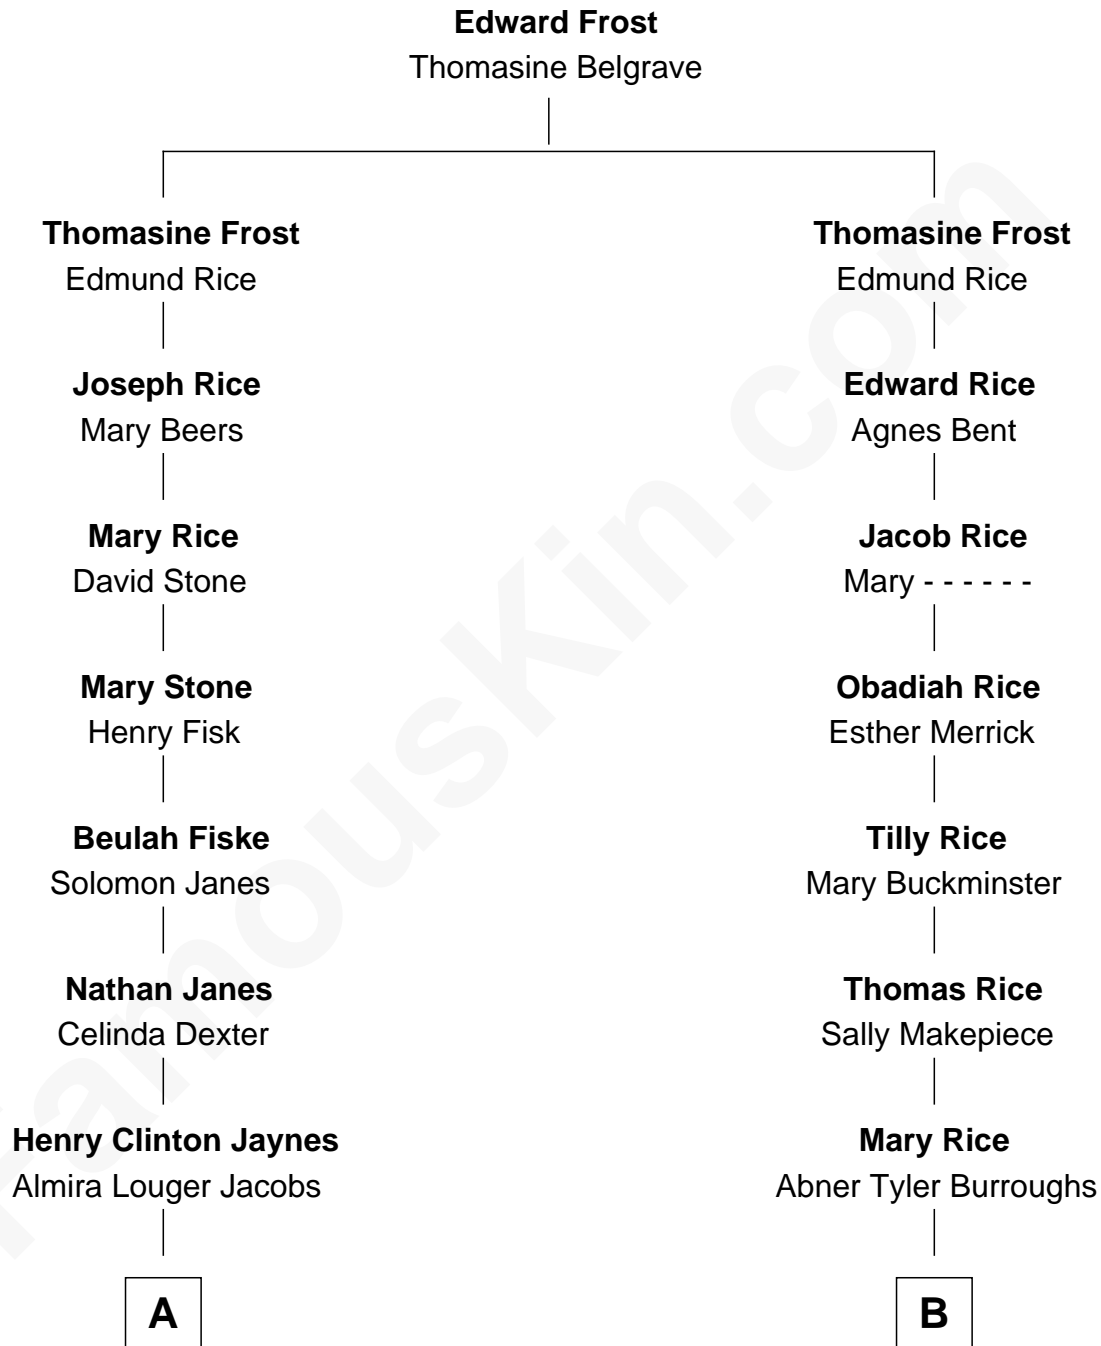 Edward Frost
Thomasine Belgrave
Thomasine Frost
Edmund Rice
Joseph Rice
Mary Beers
Mary Rice
David Stone
Mary Stone
Henry Fisk
Beulah Fiske
Solomon Janes
Nathan Janes
Celinda Dexter
Henry Clinton Jaynes
Almira Louger Jacobs
A
Thomasine Frost
Edmund Rice
Edward Rice
Agnes Bent
Jacob Rice
Mary - - - - - -
Obadiah Rice
Esther Merrick
Tilly Rice
Mary Buckminster
Thomas Rice
Sally Makepiece
Mary Rice
Abner Tyler Burroughs
B
FamousKin.com